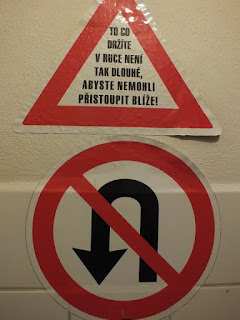 TO CO
DRŽÍTE
V RUCE NENÍ
TAK DLOUHÉ,
ABYSTE NEMOHLI
PŘISTOUPIT BLÍŽE!